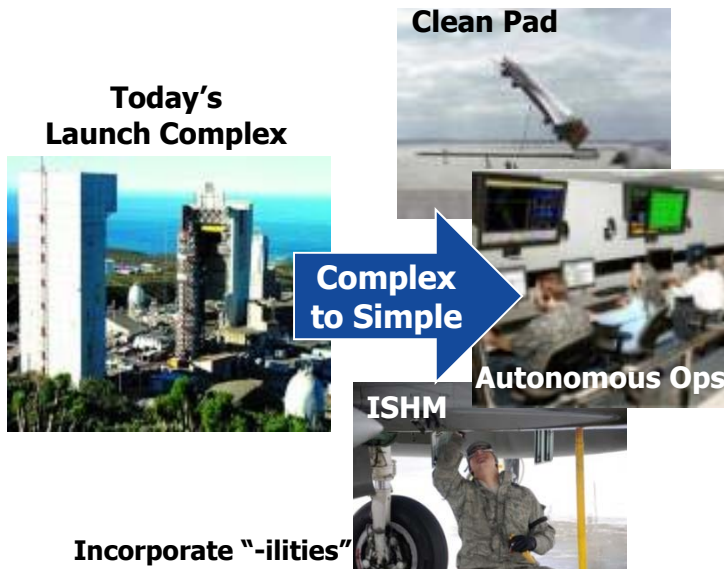 Clean Pad
Today's
Launch Complex
Complex
to Simple
Autonomous Ops
ISHM
Incorporate “-ilities”